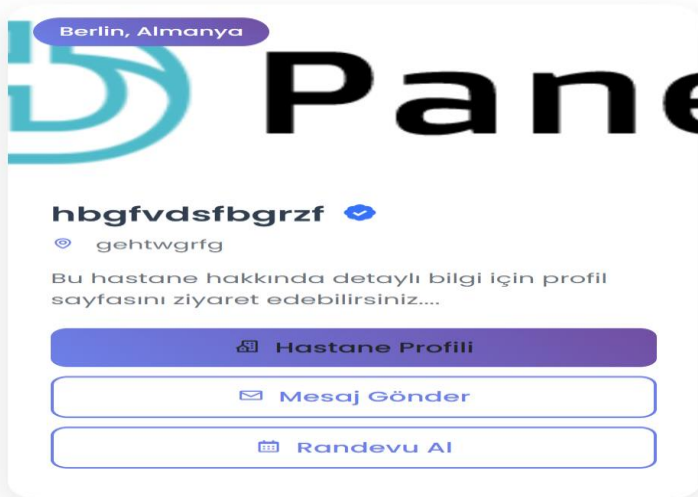 Berlin, Almanya
Pane
hbgfvdsfbgrzf
gehtwgrfg
Bu hastane hakkında detaylı bilgi için profil
sayfasını ziyaret edebilirsiniz....
Hastane Profili
Mesaj Gönder
Randevu Al